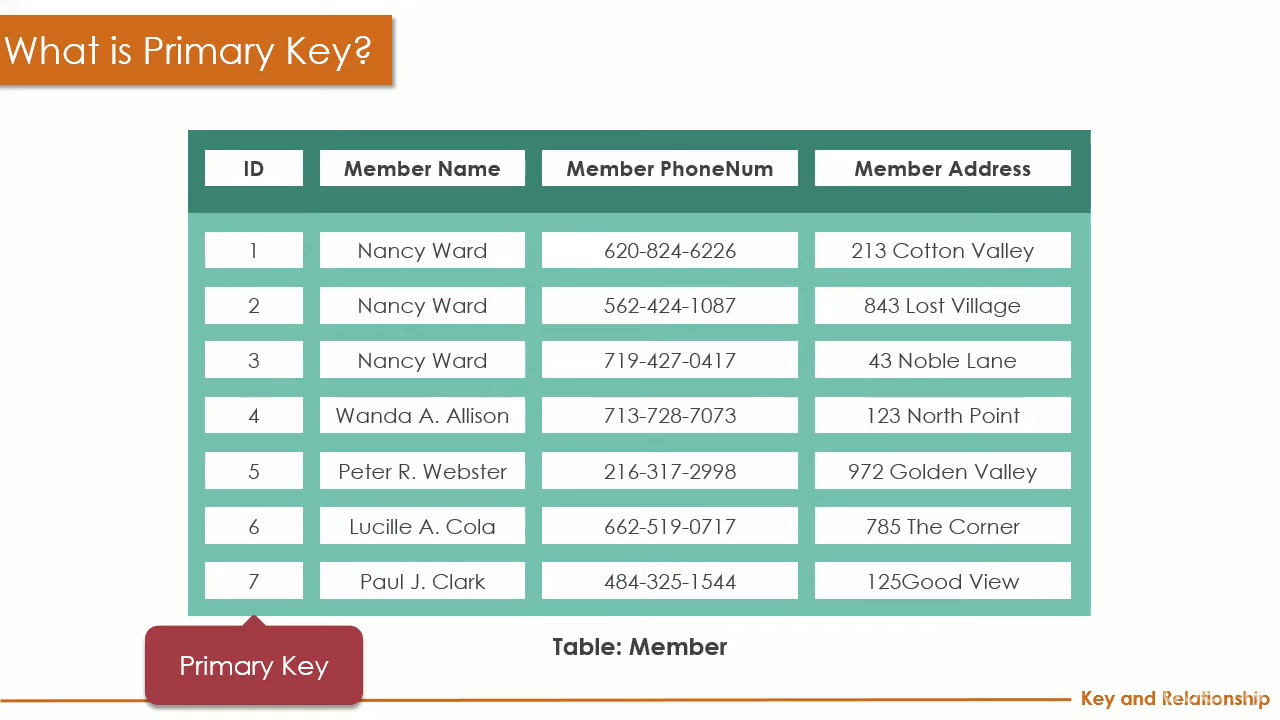 What is Primary Key?
ID Member Name Member PhoneNum Member Address
1 Nancy Ward 620-824-6226 213 Cotton Valley
2 Nancy Ward 562-424-1087 843 Lost Village
3 Nancy Ward 719-427-0417 43 Noble Lane
4 Wanda A. Allison 713-728-7073 123 North Point
5 Peter R. Webster 216-317-2998 972 Golden Valley
6 Lucille A. Cola 662-519-0717 785 The Corner
7 Paul J. Clark 484-325-1544 125Good View
Primary Key
Table: Member
Key and Relationship